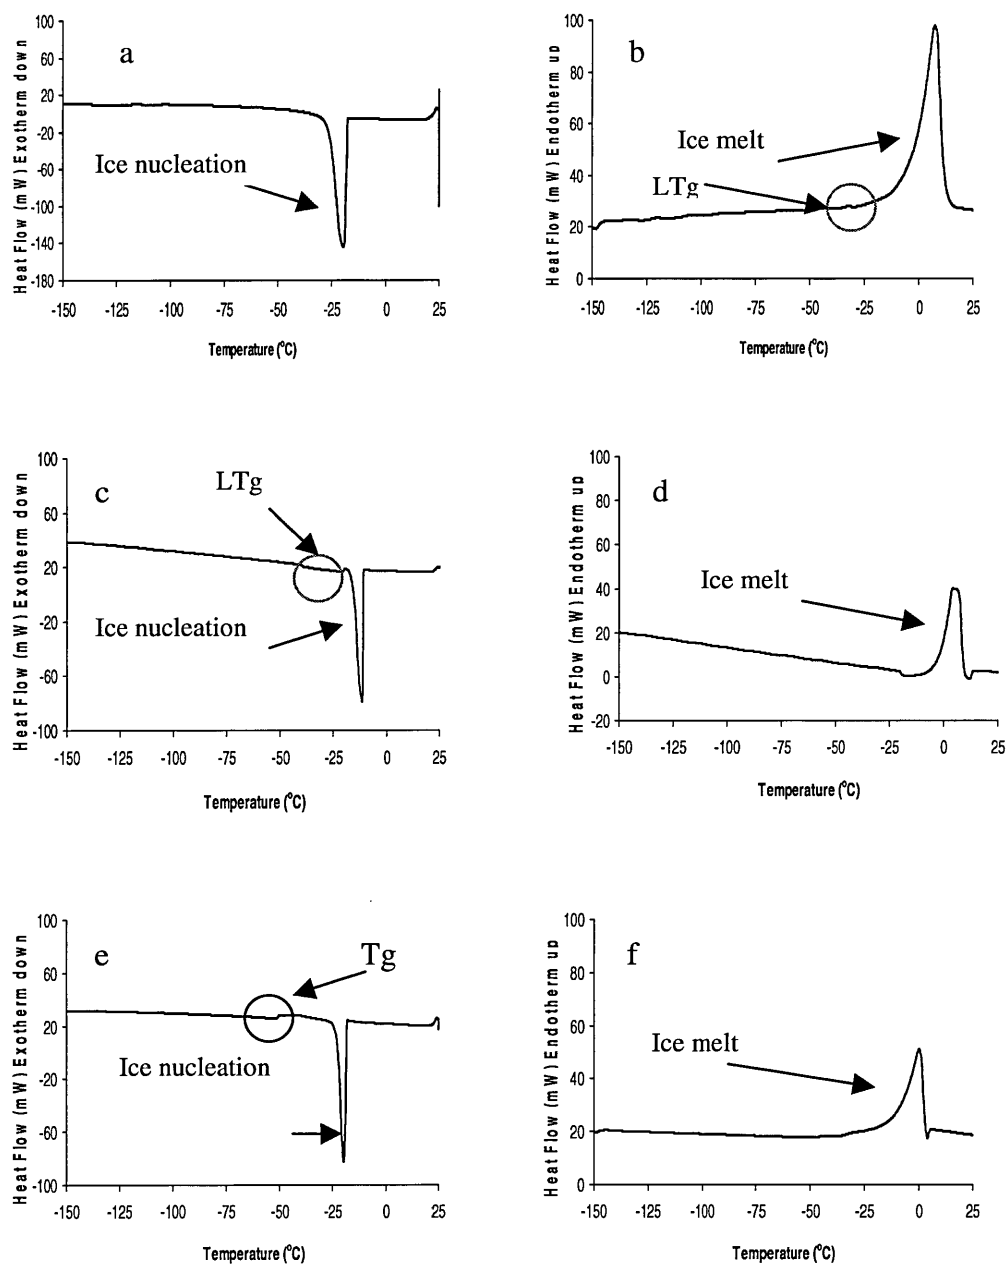 a
Heat Flow (mW) Exotherm down
100
60
20
-20
-60
-100
-140
-180
Ice nucleation
-150 -125 -100 -75 -50 -25 0 25
Temperature (°C)
b
Heat Flow (mW) Endotherm up
100
80
60
40
20
0
Ice melt
LTg
-150 -125 -100 -75 -50 -25 0 25
Temperature (°C)
c
Heat Flow (mW) Exotherm down
100
60
20
-20
-60
-100
LTg
Ice nucleation
-150 -125 -100 -75 -50 -25 0 25
Temperature (°C)
d
Heat Flow (mW) Endotherm up
100
80
60
40
20
0
-20
Ice melt
-150 -125 -100 -75 -50 -25 0 25
Temperature (°C)
e
Heat Flow (mW) Exotherm down
100
60
20
-20
-60
-100
Tg
Ice nucleation
-150 -125 -100 -75 -50 -25 0 25
Temperature (°C)
f
Heat Flow (mW) Endotherm up
100
80
60
40
20
0
Ice melt
-150 -125 -100 -75 -50 -25 0 25
Temperature (°C)